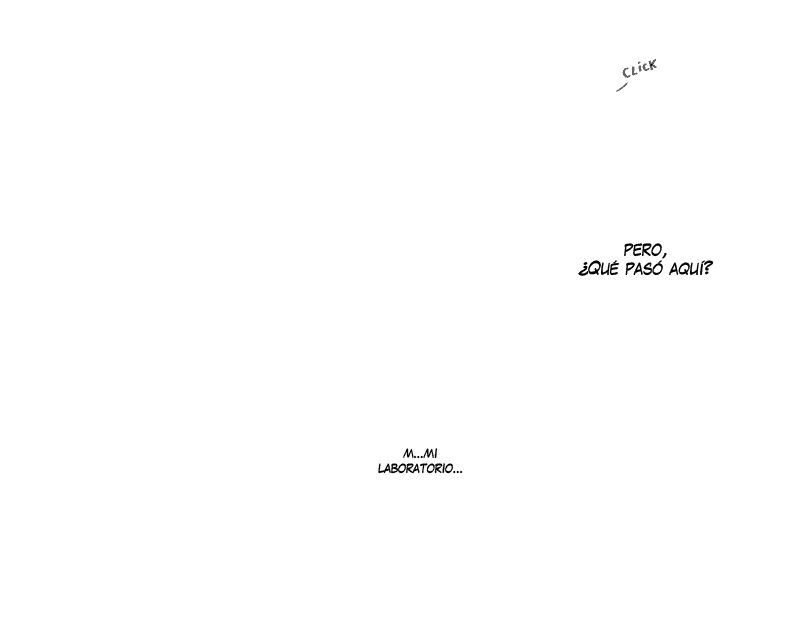 CLICK
PERO,
¿QUÉ PASÓ AQUÍ?
M...MI
LABORATORIO...